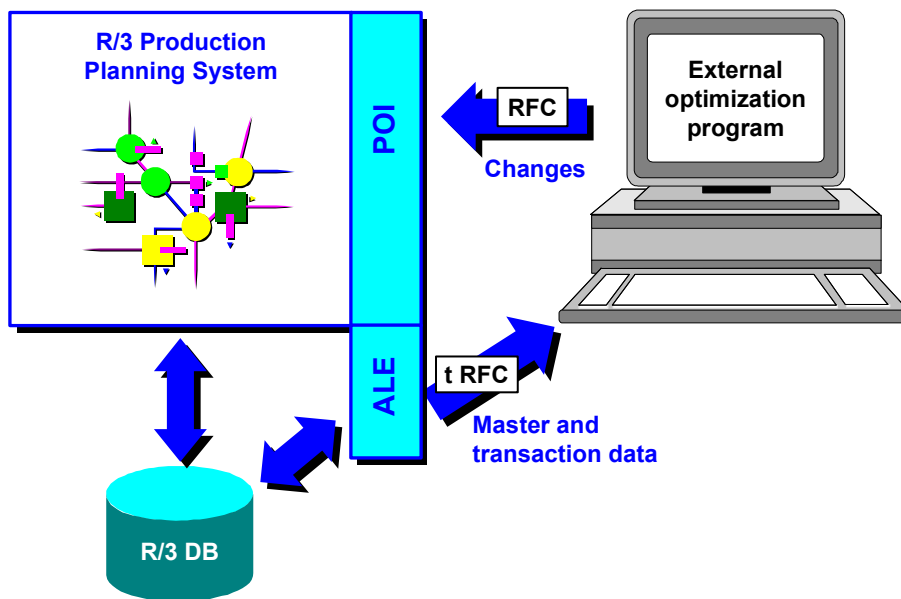 R/3 Production
Planning System
POI
RFC
Changes
External
optimization
program
ALE
t RFC
Master and
transaction data
R/3 DB